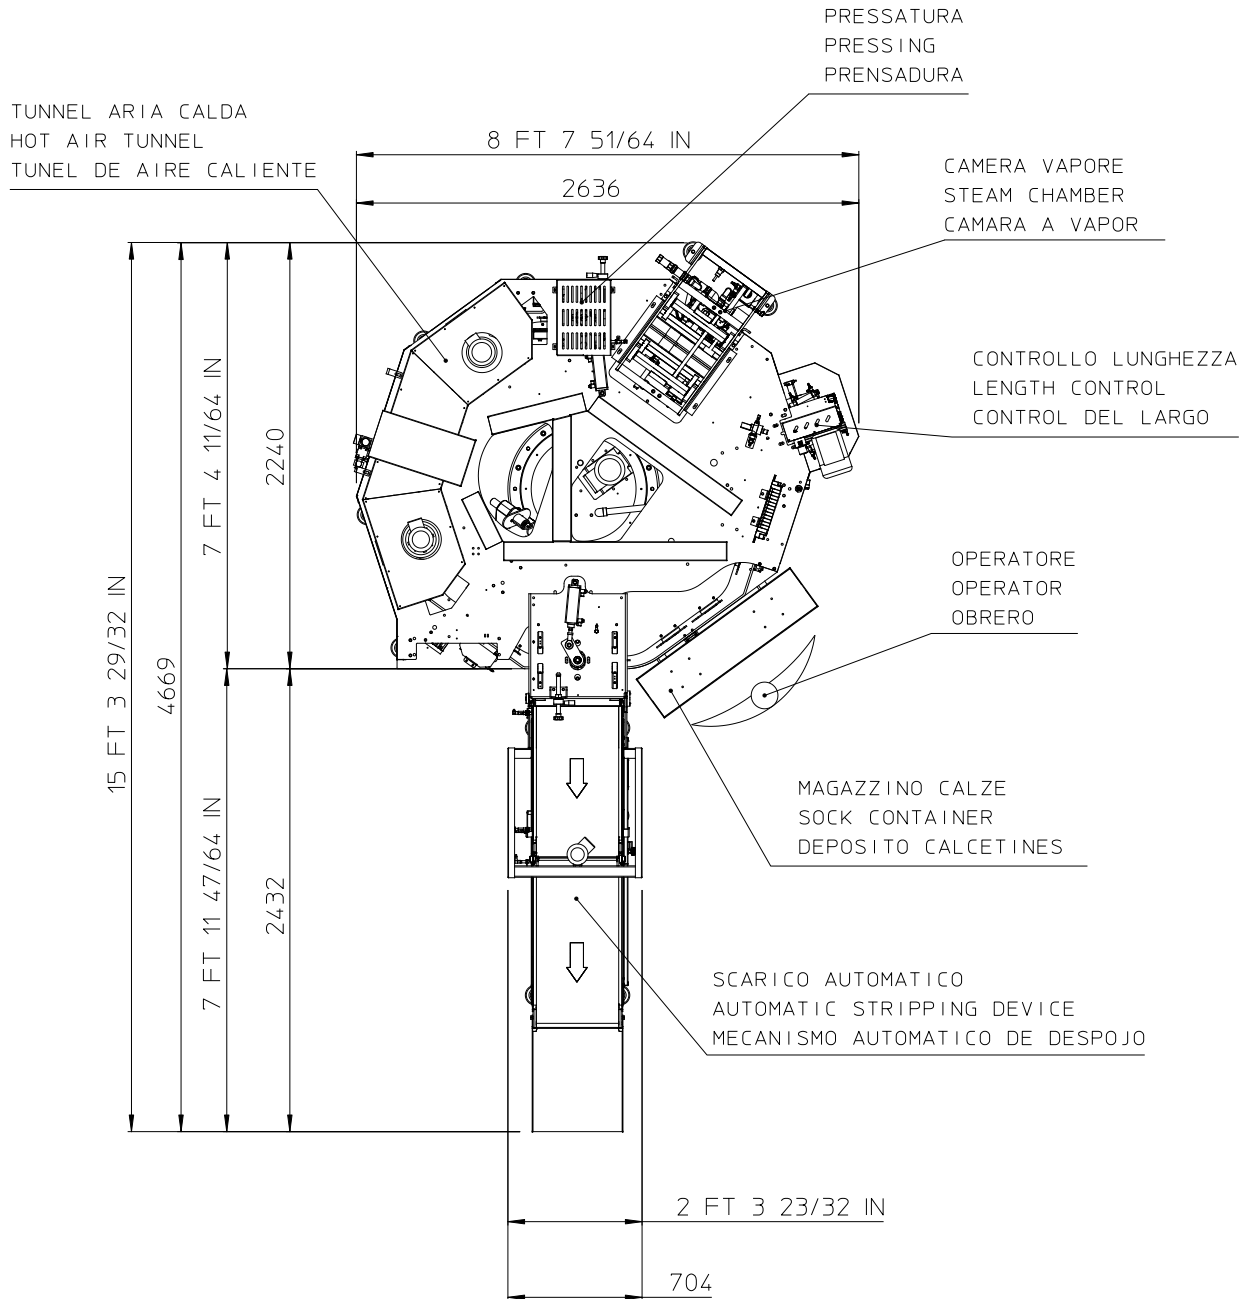 PRESSATURA
PRESSING
PRENSADURA
TUNNEL ARIA CALDA
HOT AIR TUNNEL
TUNEL DE AIRE CALIENTE
8 FT 7 51/64 IN
2636
CAMERA VAPORE
STEAM CHAMBER
CAMARA A VAPOR
CONTROLLO LUNGHEZZA
LENGTH CONTROL
CONTROL DEL LARGO
15 FT 3 29/32 IN
4669
7 FT 4 11/64 IN
2240
OPERATORE
OPERATOR
OBRERO
7 FT 11 47/64 IN
2432
MAGAZZINO CALZE
SOCK CONTAINER
DEPOSITO CALCETINES
SCARICO AUTOMATICO
AUTOMATIC STRIPPING DEVICE
MECANISMO AUTOMATICO DE DESPOJO
2 FT 3 23/32 IN
704